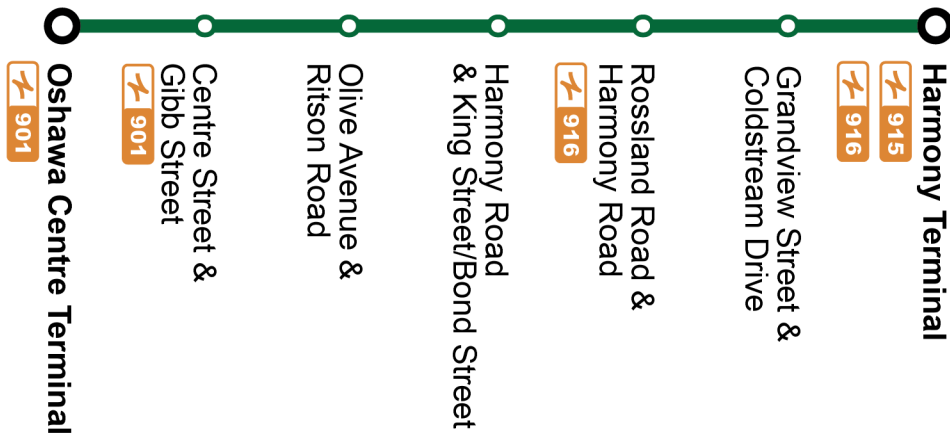 Oshawa Centre Terminal
901
Centre Street &
Gibb Street
901
Olive Avenue &
Ritson Road
Harmony Road
& King Street/Bond Street
Rossland Road &
Harmony Road
916
Grandview Street &
Coldstream Drive
Harmony Terminal
915
916